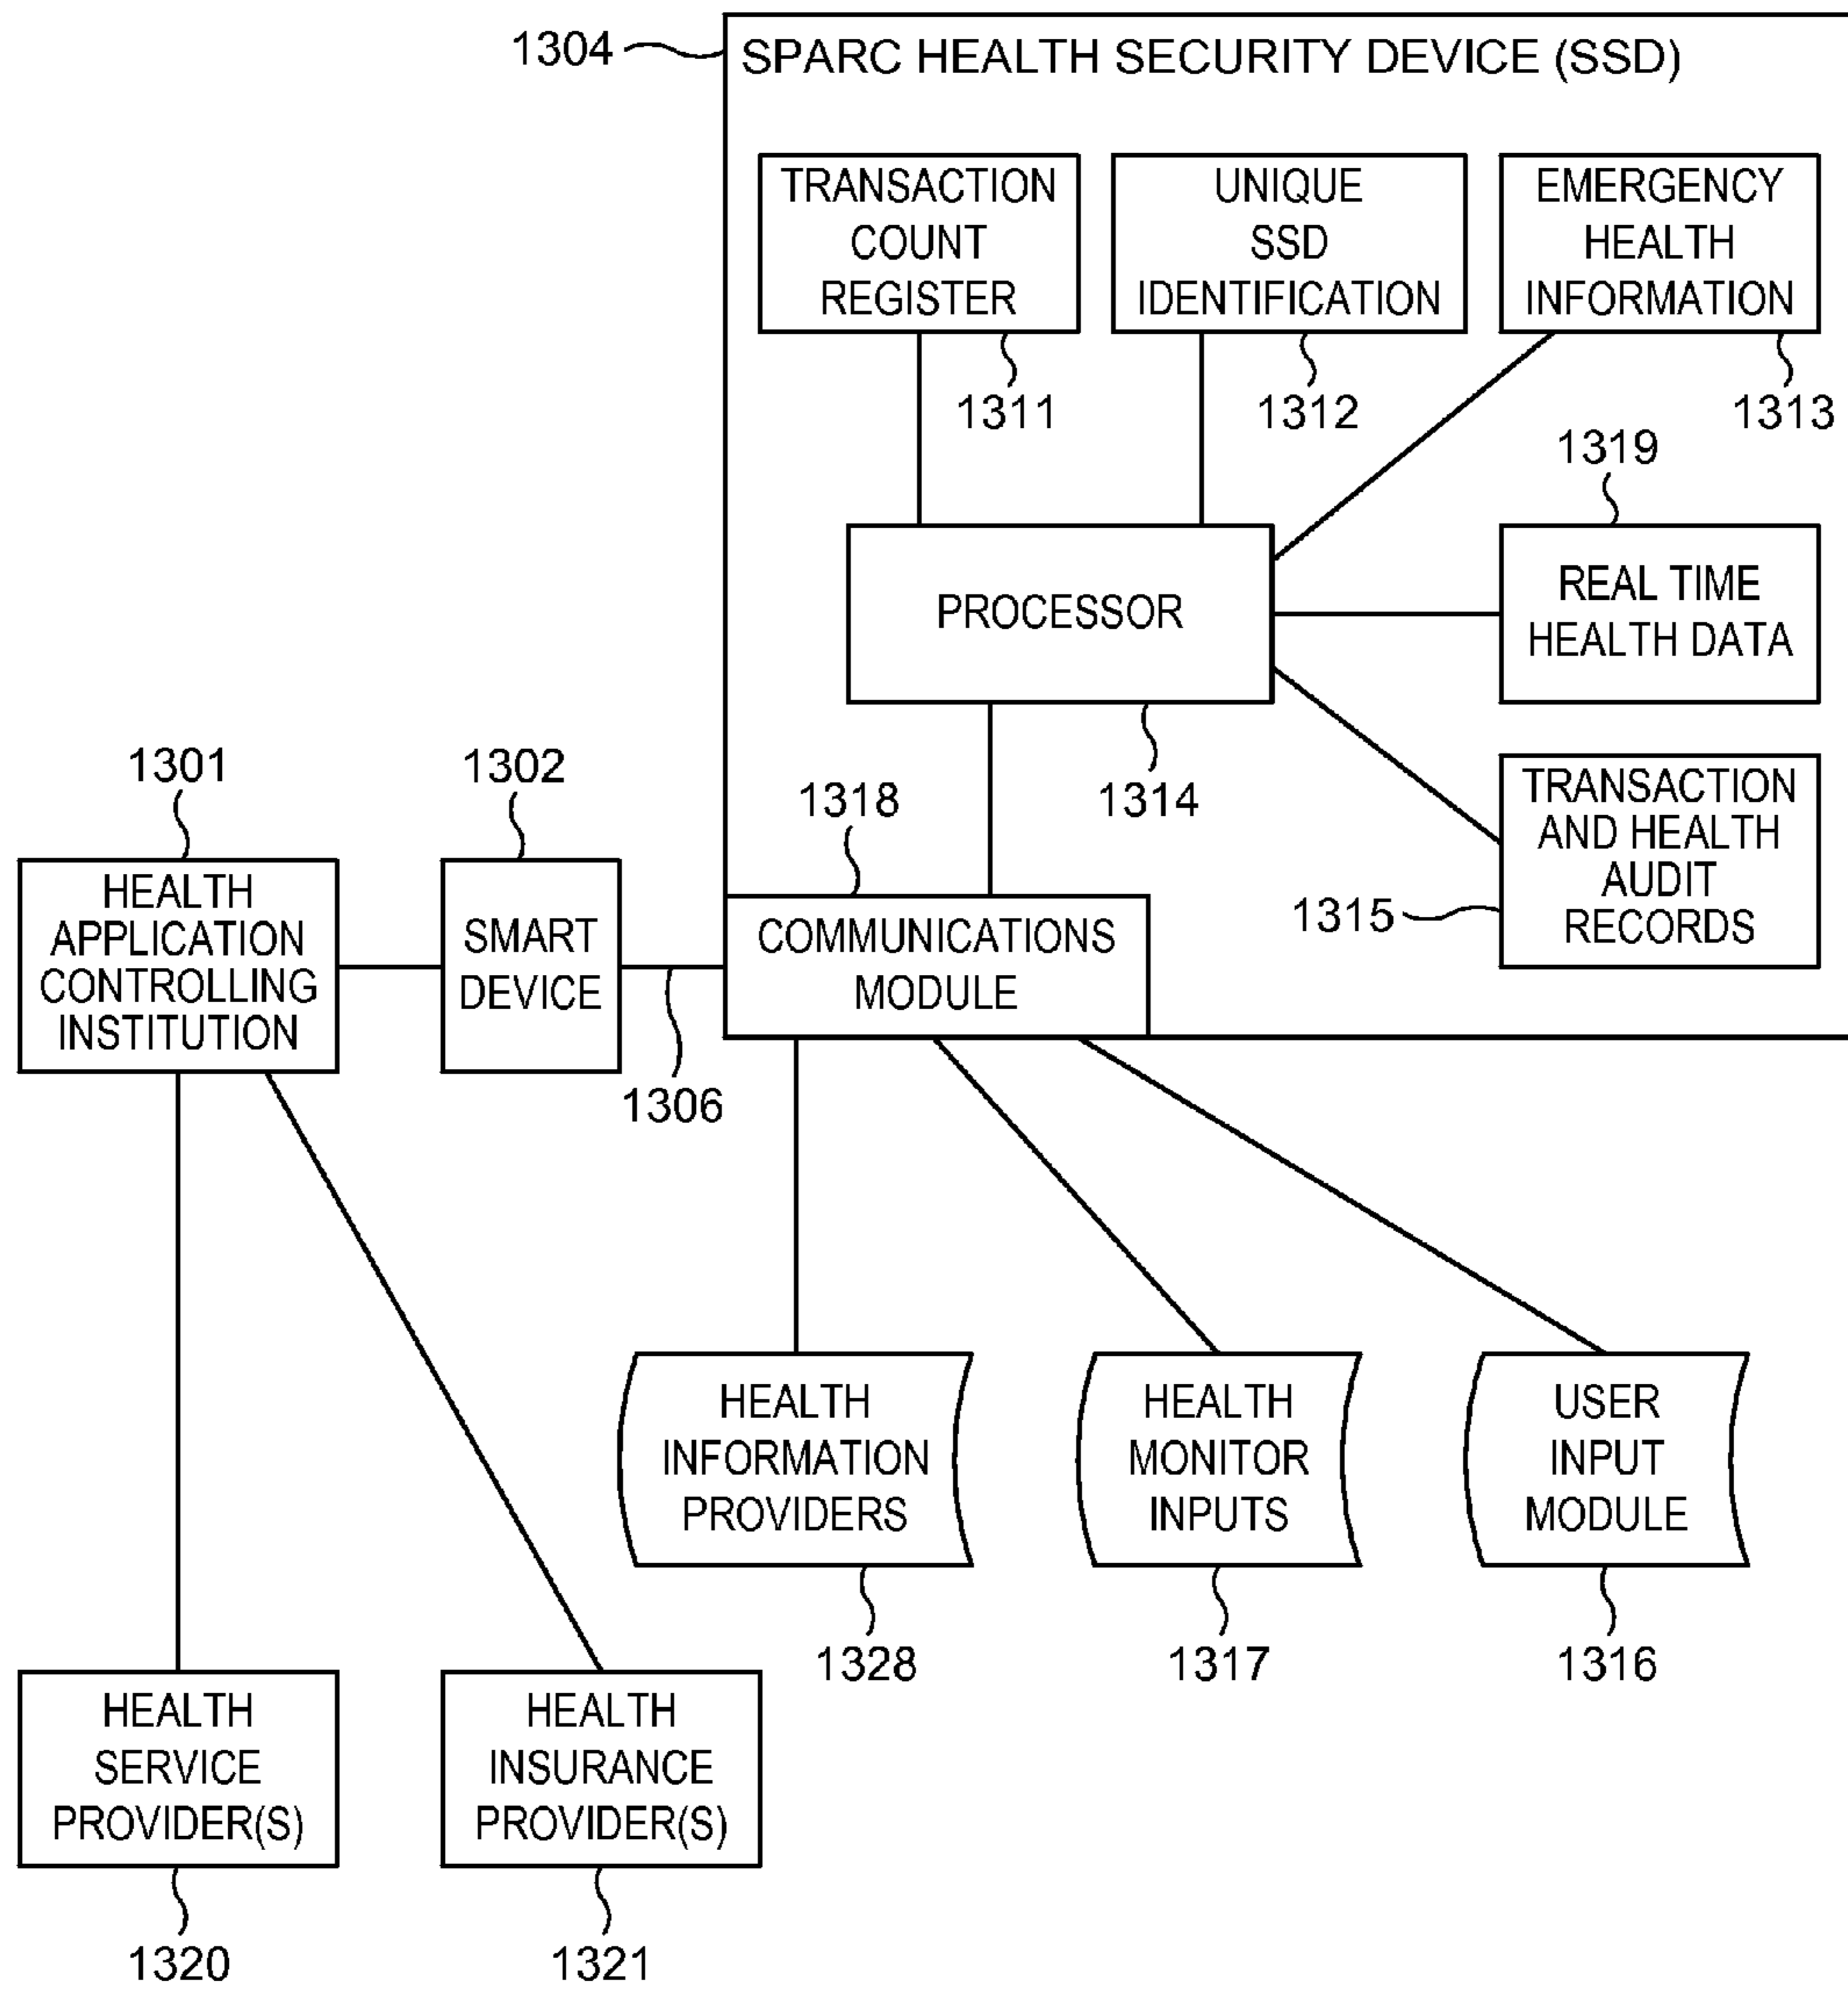 1304
SPARC HEALTH SECURITY DEVICE (SSD)
TRANSACTION
COUNT
REGISTER
1311
UNIQUE
SSD
IDENTIFICATION
1312
EMERGENCY
HEALTH
INFORMATION
1313
1319
REAL TIME
HEALTH DATA
PROCESSOR
1314
TRANSACTION
AND HEALTH
AUDIT
RECORDS
1315
1301
HEALTH
APPLICATION
CONTROLLING
INSTITUTION
1302
SMART
DEVICE
1306
1318
COMMUNICATIONS
MODULE
HEALTH
INFORMATION
PROVIDERS
1328
HEALTH
MONITOR
INPUTS
1317
USER
INPUT
MODULE
1316
HEALTH
SERVICE
PROVIDER(S)
1320
HEALTH
INSURANCE
PROVIDER(S)
1321